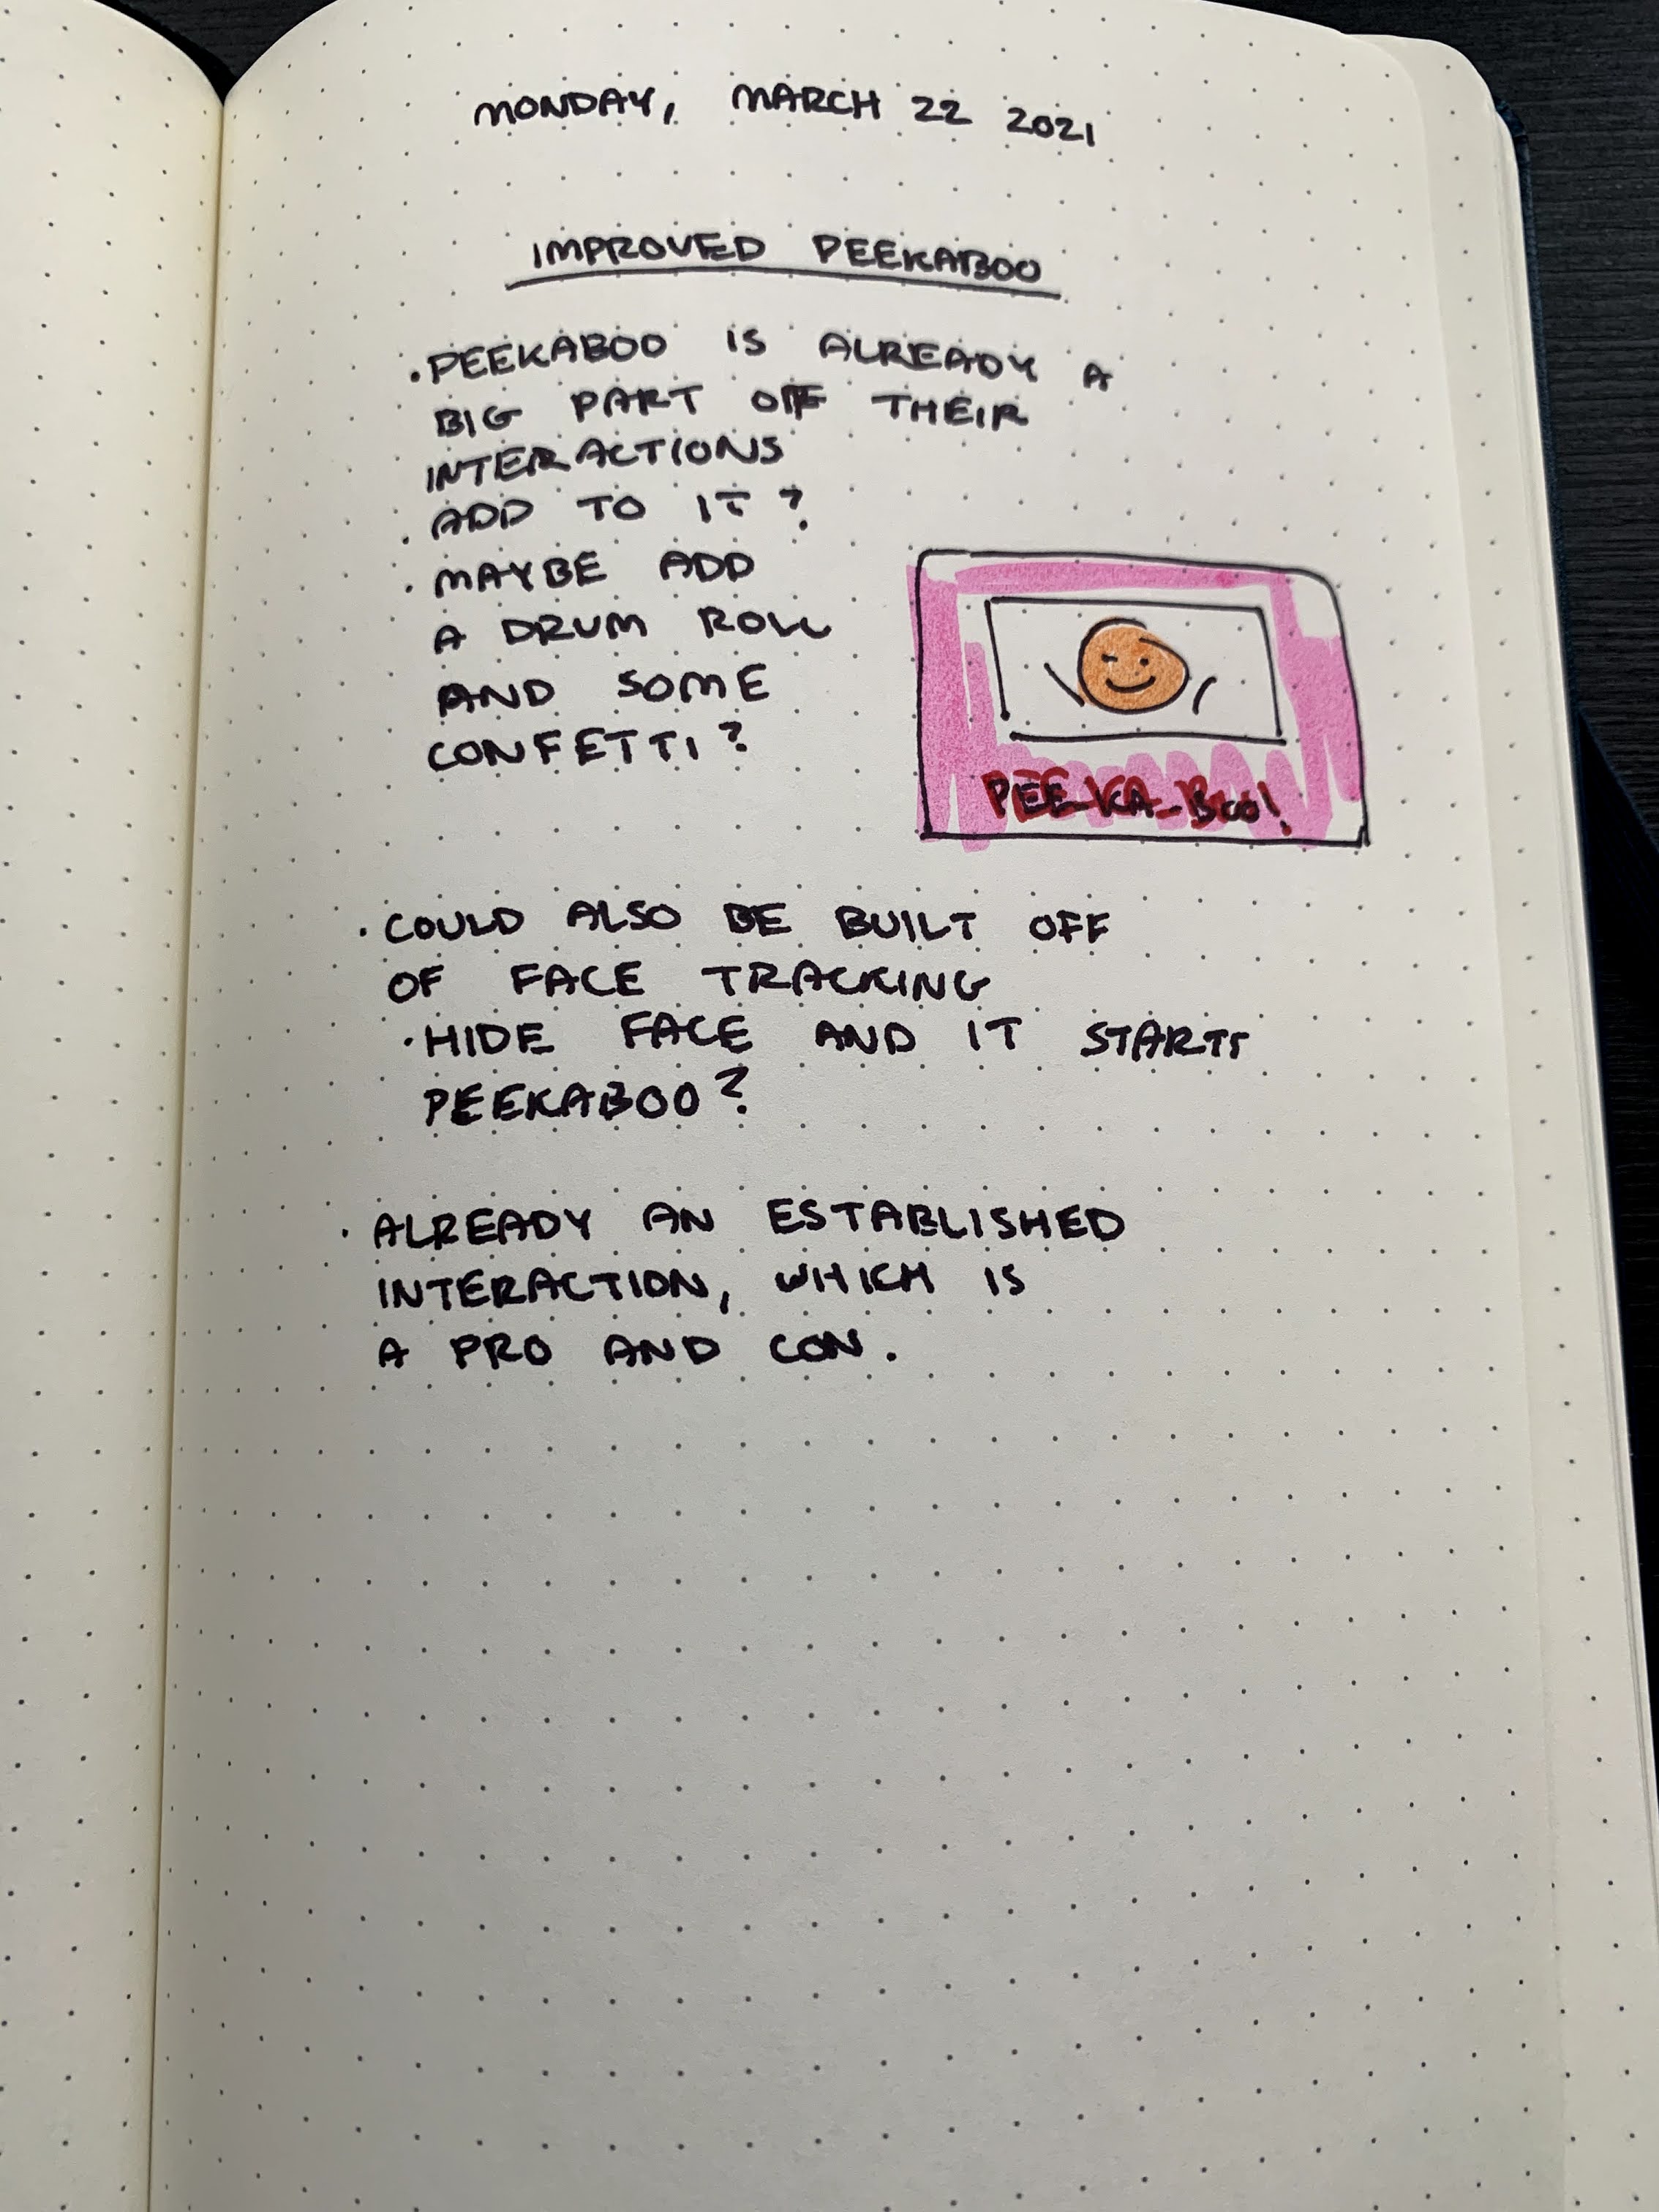 MONDAY, MARCH 22 2021
IMPROVED PEEKABOO
• PEEKABOO IS ALREADY A
BIG PART OF THEIR
INTERACTIONS
• ADD TO IT?
• MAYBE ADD
A DRUM ROLL
AND SOME
CONFETTI?
PEE-KA-BOO!
• COULD ALSO BE BUILT OFF
OF FACE TRACKING
• HIDE FACE AND IT STARTS
PEEKABOO?
• ALREADY AN ESTABLISHED
INTERACTION, WHICH IS
A PRO AND CON.